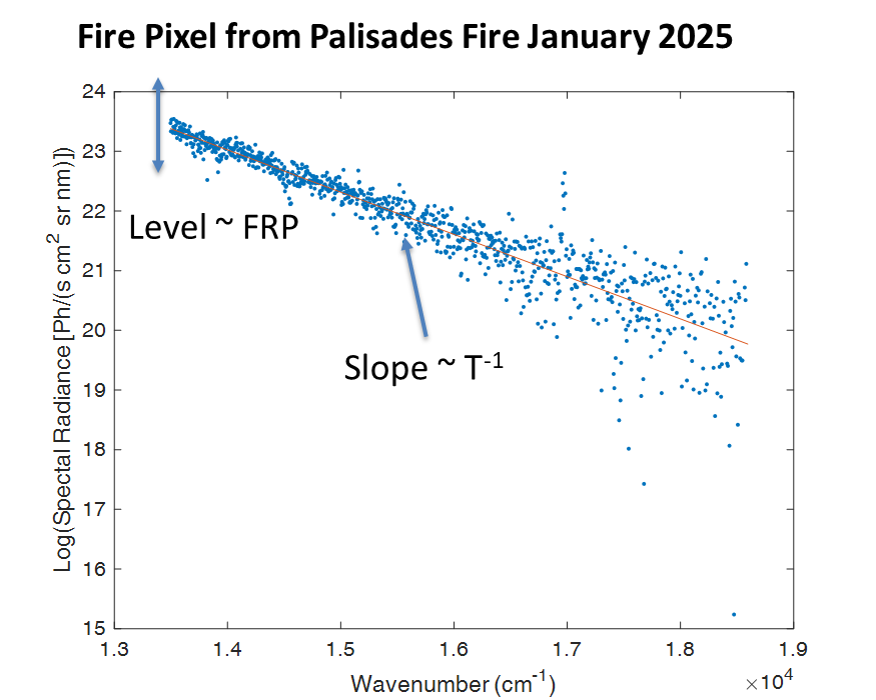 Fire Pixel from Palisades Fire January 2025
24
23
22
21
20
19
18
17
16
15
Log(Spectal Radiance [Ph/(s cm2 sr nm)])
Level ~ FRP
Slope ~ T-1
1.3 1.4 1.5 1.6 1.7 1.8 1.9
Wavenumber (cm-1)
×104